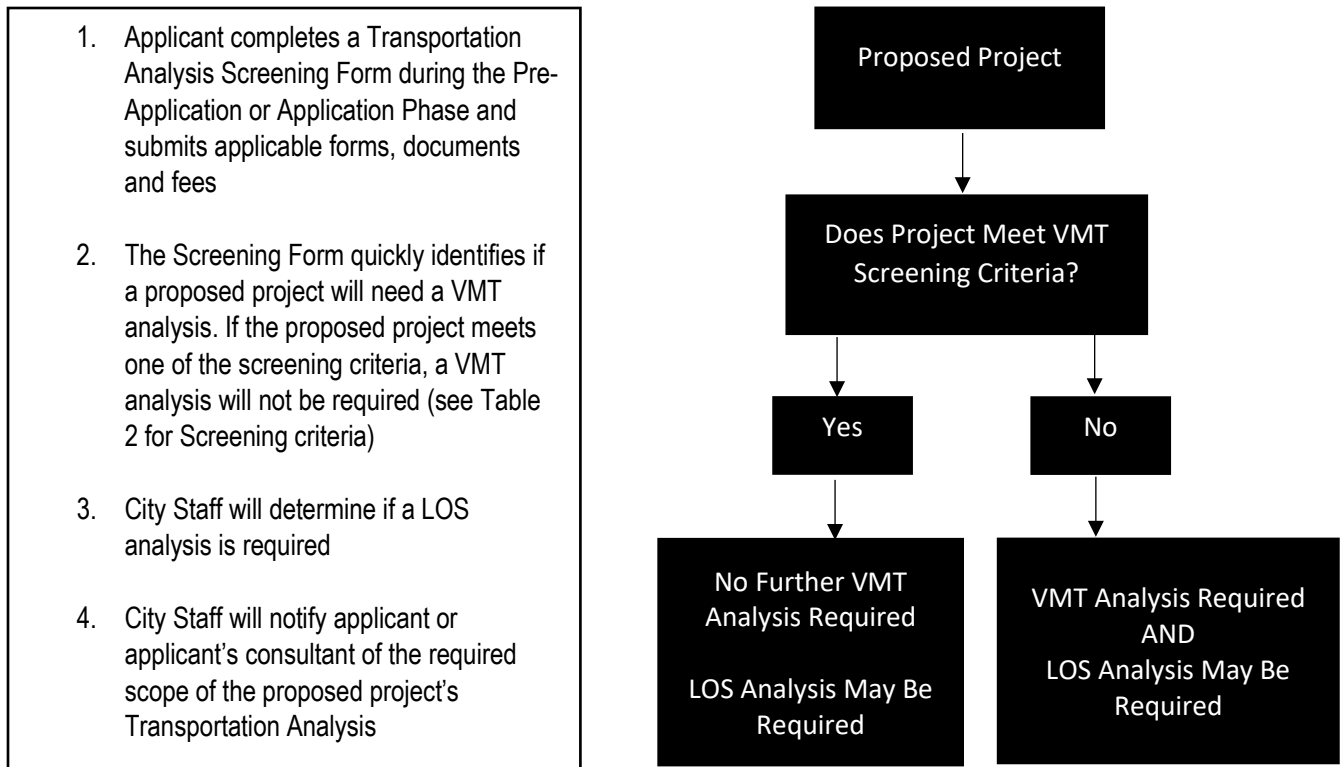 1. Applicant completes a Transportation
Analysis Screening Form during the Pre-
Application or Application Phase and
submits applicable forms, documents
and fees
2. The Screening Form quickly identifies if
a proposed project will need a VMT
analysis. If the proposed project meets
one of the screening criteria, a VMT
analysis will not be required (see Table
2 for Screening criteria)
3. City Staff will determine if a LOS
analysis is required
4. City Staff will notify applicant or
applicant’s consultant of the required
scope of the proposed project’s
Transportation Analysis
Proposed Project
Does Project Meet VMT
Screening Criteria?
Yes
No
No Further VMT
Analysis Required
LOS Analysis May Be
Required
VMT Analysis Required
AND
LOS Analysis May Be
Required